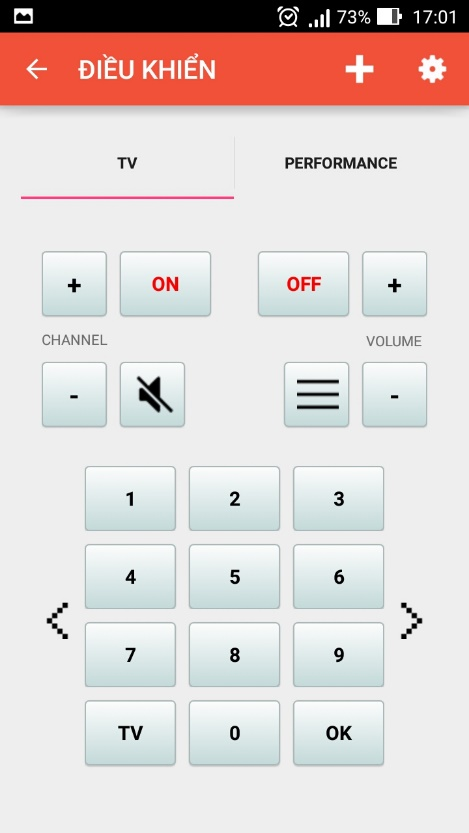 73% 17:01
ĐIỀU KHIỂN
TV PERFORMANCE
+ ON OFF +
CHANNEL VOLUME
- -
1 2 3
4 5 6
7 8 9
TV 0 OK